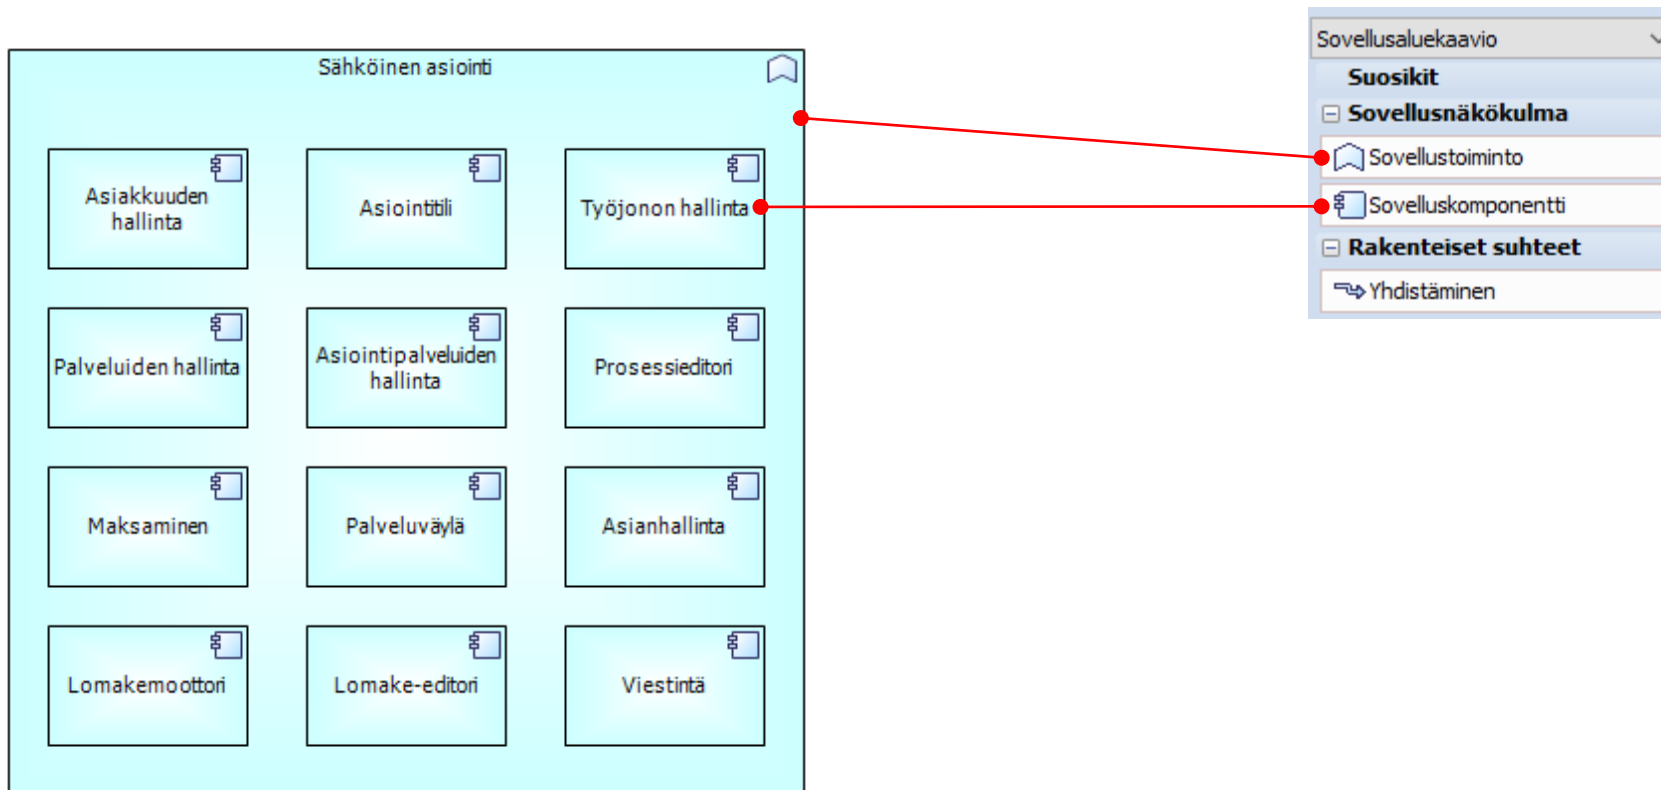 Sähköinen asiointi
Asiakkuuden
hallinta
Asiointitili
Työjonon hallinta
Palveluiden hallinta
Asiointipalveluiden
hallinta
Prosessieditori
Maksaminen
Palveluväylä
Asianhallinta
Lomakemoottori
Lomake-editori
Viestintä
Sovellusaluekaavio
Suosikit
Sovellusnäkökulma
Sovellustoiminto
Sovelluskomponentti
Rakenteiset suhteet
Yhdistäminen